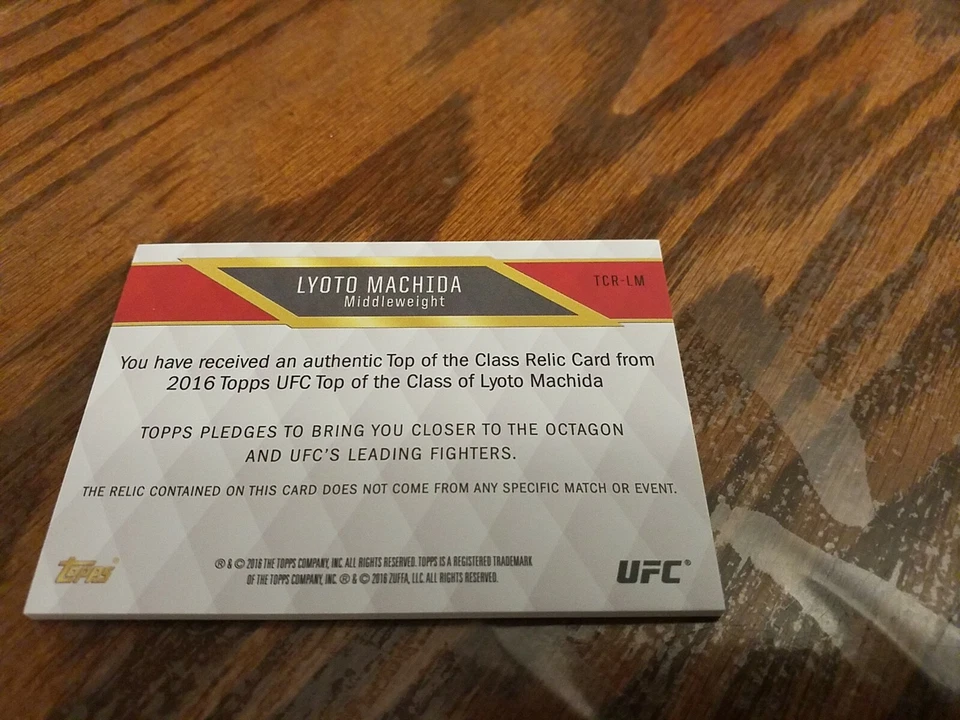 LYOTO MACHIDA
Middleweight
TCR-LM
You have received an authentic Top of the Class Relic Card from
2016 Topps UFC Top of the Class of Lyoto Machida
TOPPS PLEDGES TO BRING YOU CLOSER TO THE OCTAGON
AND UFC'S LEADING FIGHTERS.
THE RELIC CONTAINED ON THIS CARD DOES NOT COME FROM ANY SPECIFIC MATCH OR EVENT.
Topps®
® & © 2016 THE TOPPS COMPANY, INC. ALL RIGHTS RESERVED. TOPPS IS A REGISTERED TRADEMARK
OF THE TOPPS COMPANY, INC. ® & © 2016 ZUFFA, LLC. ALL RIGHTS RESERVED.
UFC®